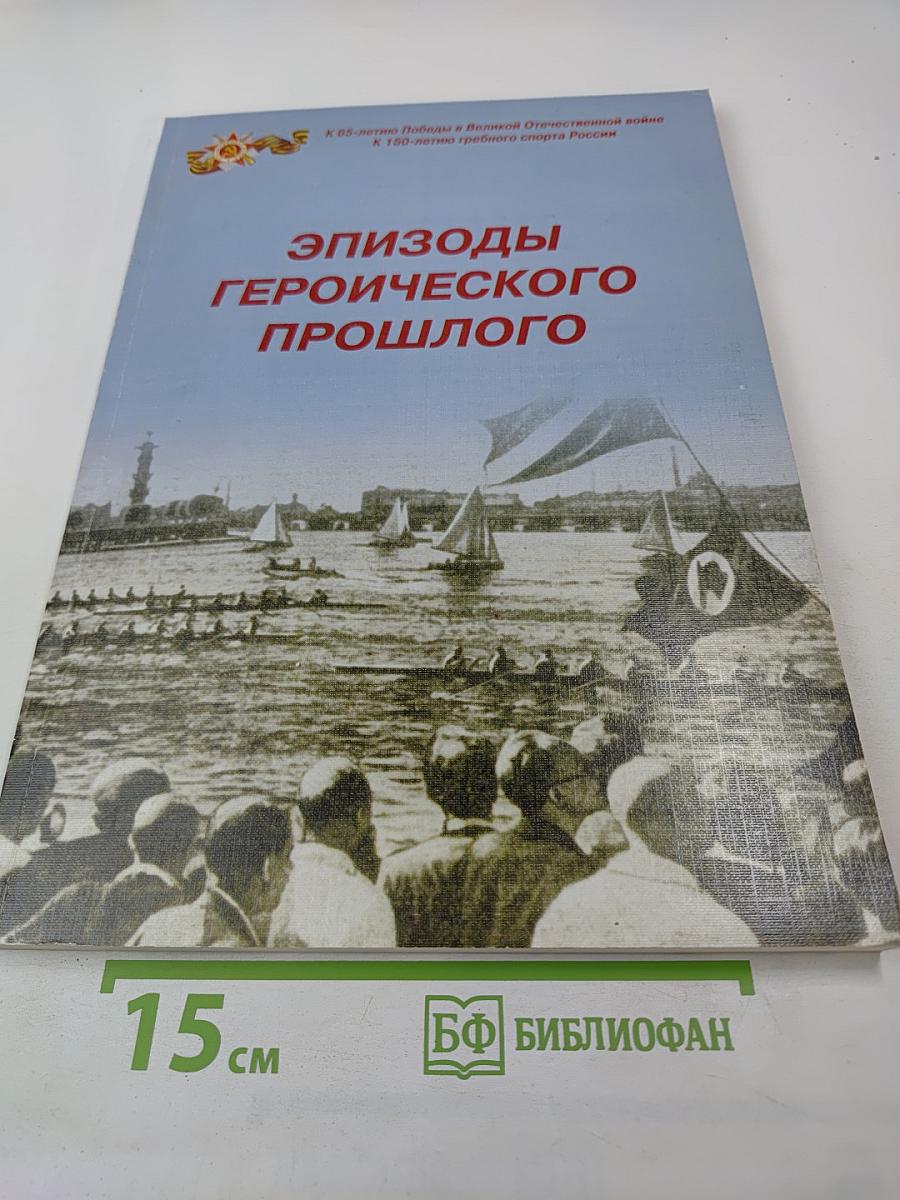 К 65-летию Победы в Великой Отечественной войне
К 150-летию гребного спорта России
ЭПИЗОДЫ
ГЕРОИЧЕСКОГО
ПРОШЛОГО
15 см
БФ БИБЛИОФАН